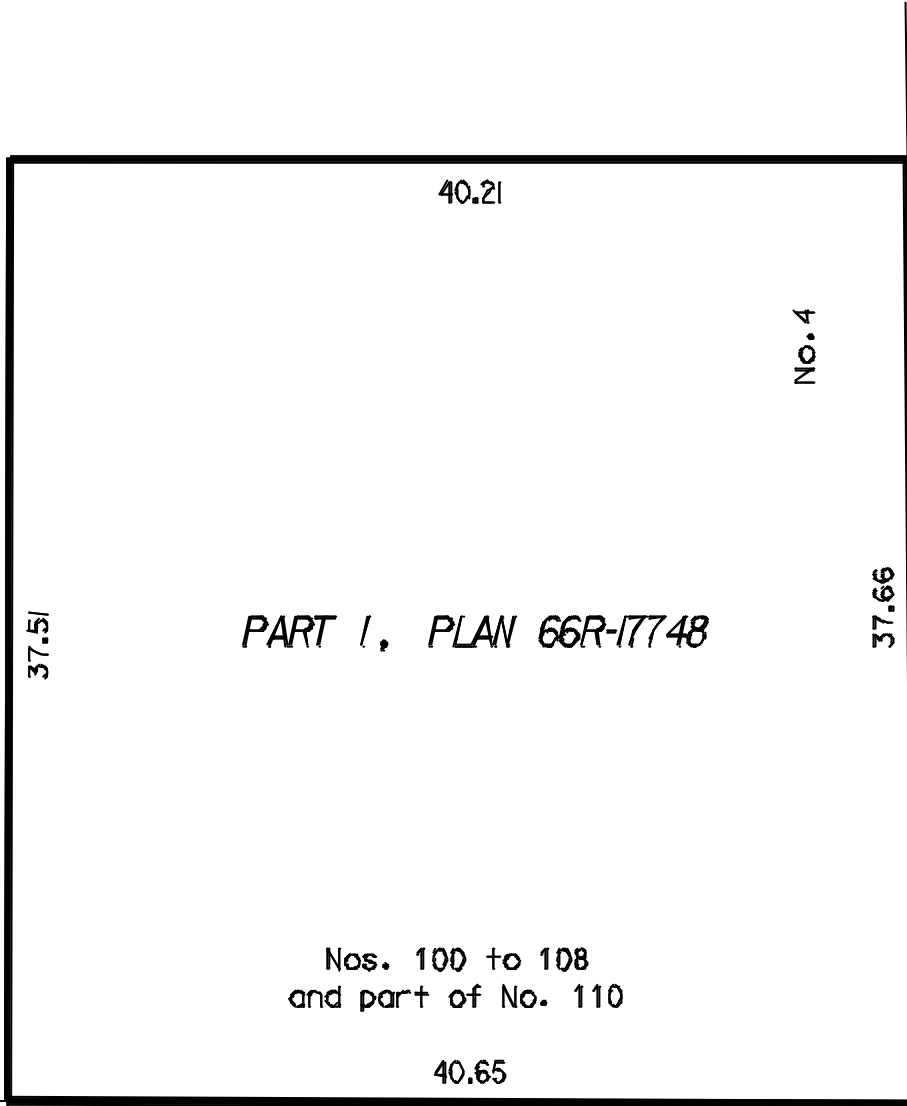 40.21
No. 4
37.51
PART 1, PLAN 66R-17748
37.66
Nos. 100 to 108
and part of No. 110
40.65